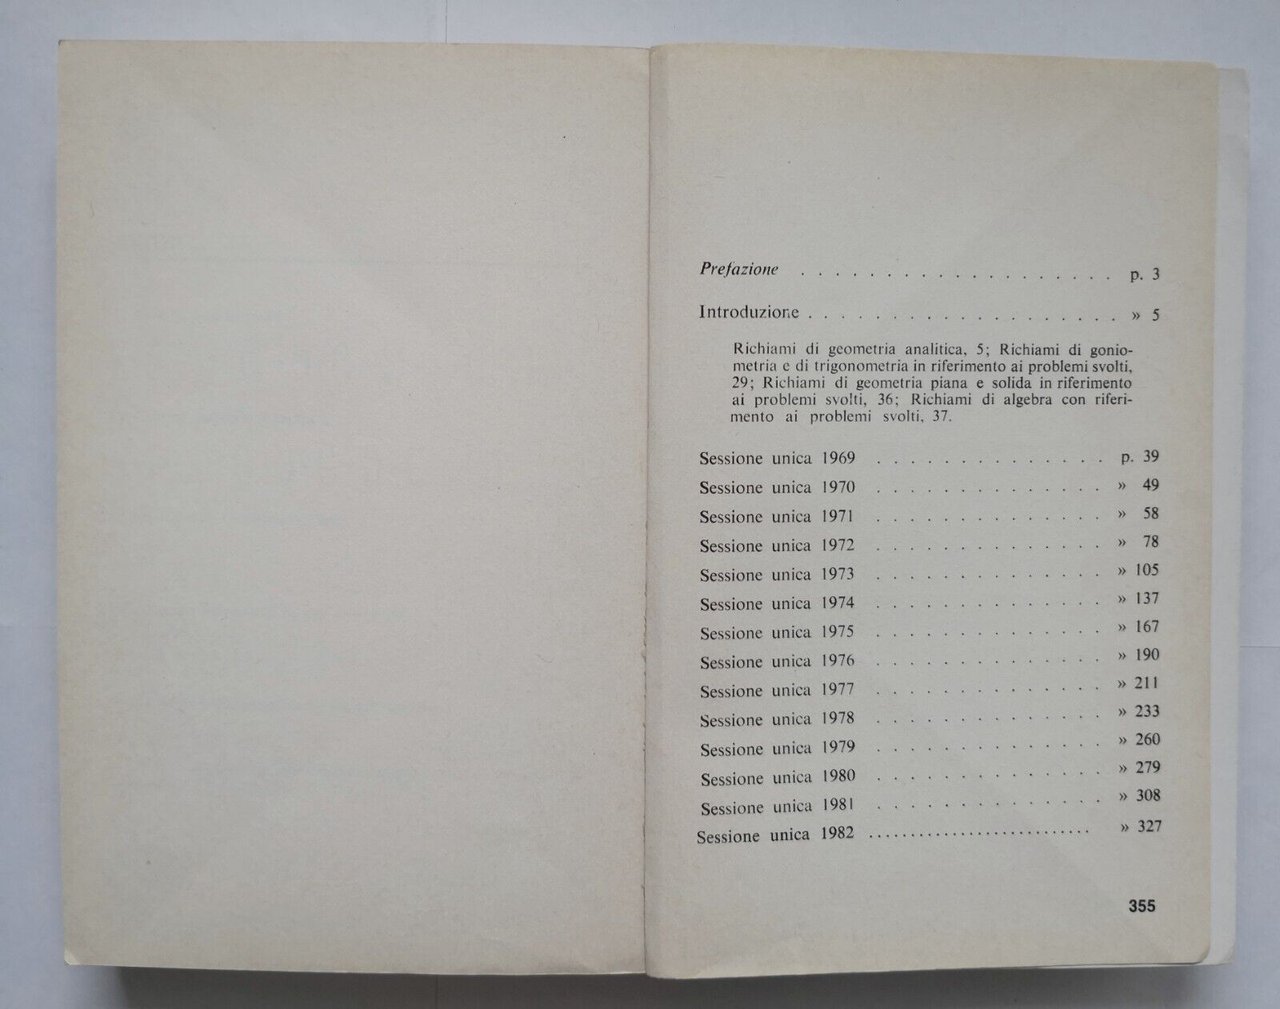 Prefazione . . . . . . . . . . . . . . . . . . . p. 3
Introduzione . . . . . . . . . . . . . . . . . . . » 5
Richiami di geometria analitica, 5; Richiami di gonio-
metria e di trigonometria in riferimento ai problemi svolti,
29; Richiami di geometria piana e solida in riferimento
ai problemi svolti, 36; Richiami di algebra con riferi-
mento ai problemi svolti, 37.
Sessione unica 1969 . . . . . . . . . . . . . . p. 39
Sessione unica 1970 . . . . . . . . . . . . . . » 49
Sessione unica 1971 . . . . . . . . . . . . . . » 58
Sessione unica 1972 . . . . . . . . . . . . . . » 78
Sessione unica 1973 . . . . . . . . . . . . . . » 105
Sessione unica 1974 . . . . . . . . . . . . . . » 137
Sessione unica 1975 . . . . . . . . . . . . . . » 167
Sessione unica 1976 . . . . . . . . . . . . . . » 190
Sessione unica 1977 . . . . . . . . . . . . . . » 211
Sessione unica 1978 . . . . . . . . . . . . . . » 233
Sessione unica 1979 . . . . . . . . . . . . . . » 260
Sessione unica 1980 . . . . . . . . . . . . . . » 279
Sessione unica 1981 . . . . . . . . . . . . . . » 308
Sessione unica 1982 .......................... » 327
355